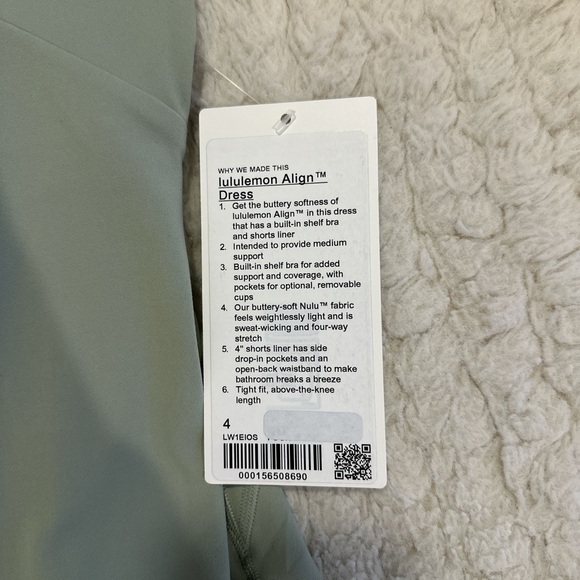 WHY WE MADE THIS
lululemon Align™
Dress
1. Get the buttery softness of
lululemon Align™ in this dress
that has a built-in shelf bra
and shorts liner
2. Intended to provide medium
support
3. Built-in shelf bra for added
support and coverage, with
pockets for optional, removable
cups
4. Our buttery-soft Nulu™ fabric
feels weightlessly light and is
sweat-wicking and four-way
stretch
5. 4" shorts liner has side
drop-in pockets and an
open-back waistband to make
bathroom breaks a breeze
6. Tight fit, above-the-knee
length
4
LW1EIOS
000156508690